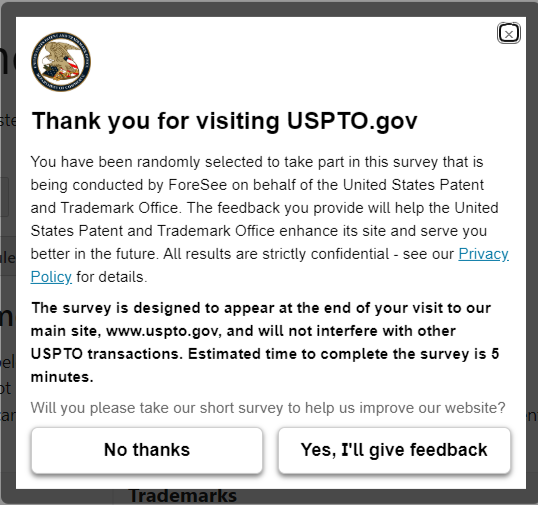 Thank you for visiting USPTO.gov
You have been randomly selected to take part in this survey that is
being conducted by ForeSee on behalf of the United States Patent
and Trademark Office. The feedback you provide will help the United
States Patent and Trademark Office enhance its site and serve you
better in the future. All results are strictly confidential - see our Privacy
Policy for details.
The survey is designed to appear at the end of your visit to our
main site, www.uspto.gov, and will not interfere with other
USPTO transactions. Estimated time to complete the survey is 5
minutes.
Will you please take our short survey to help us improve our website?
No thanks
Yes, I'll give feedback
Trademarks